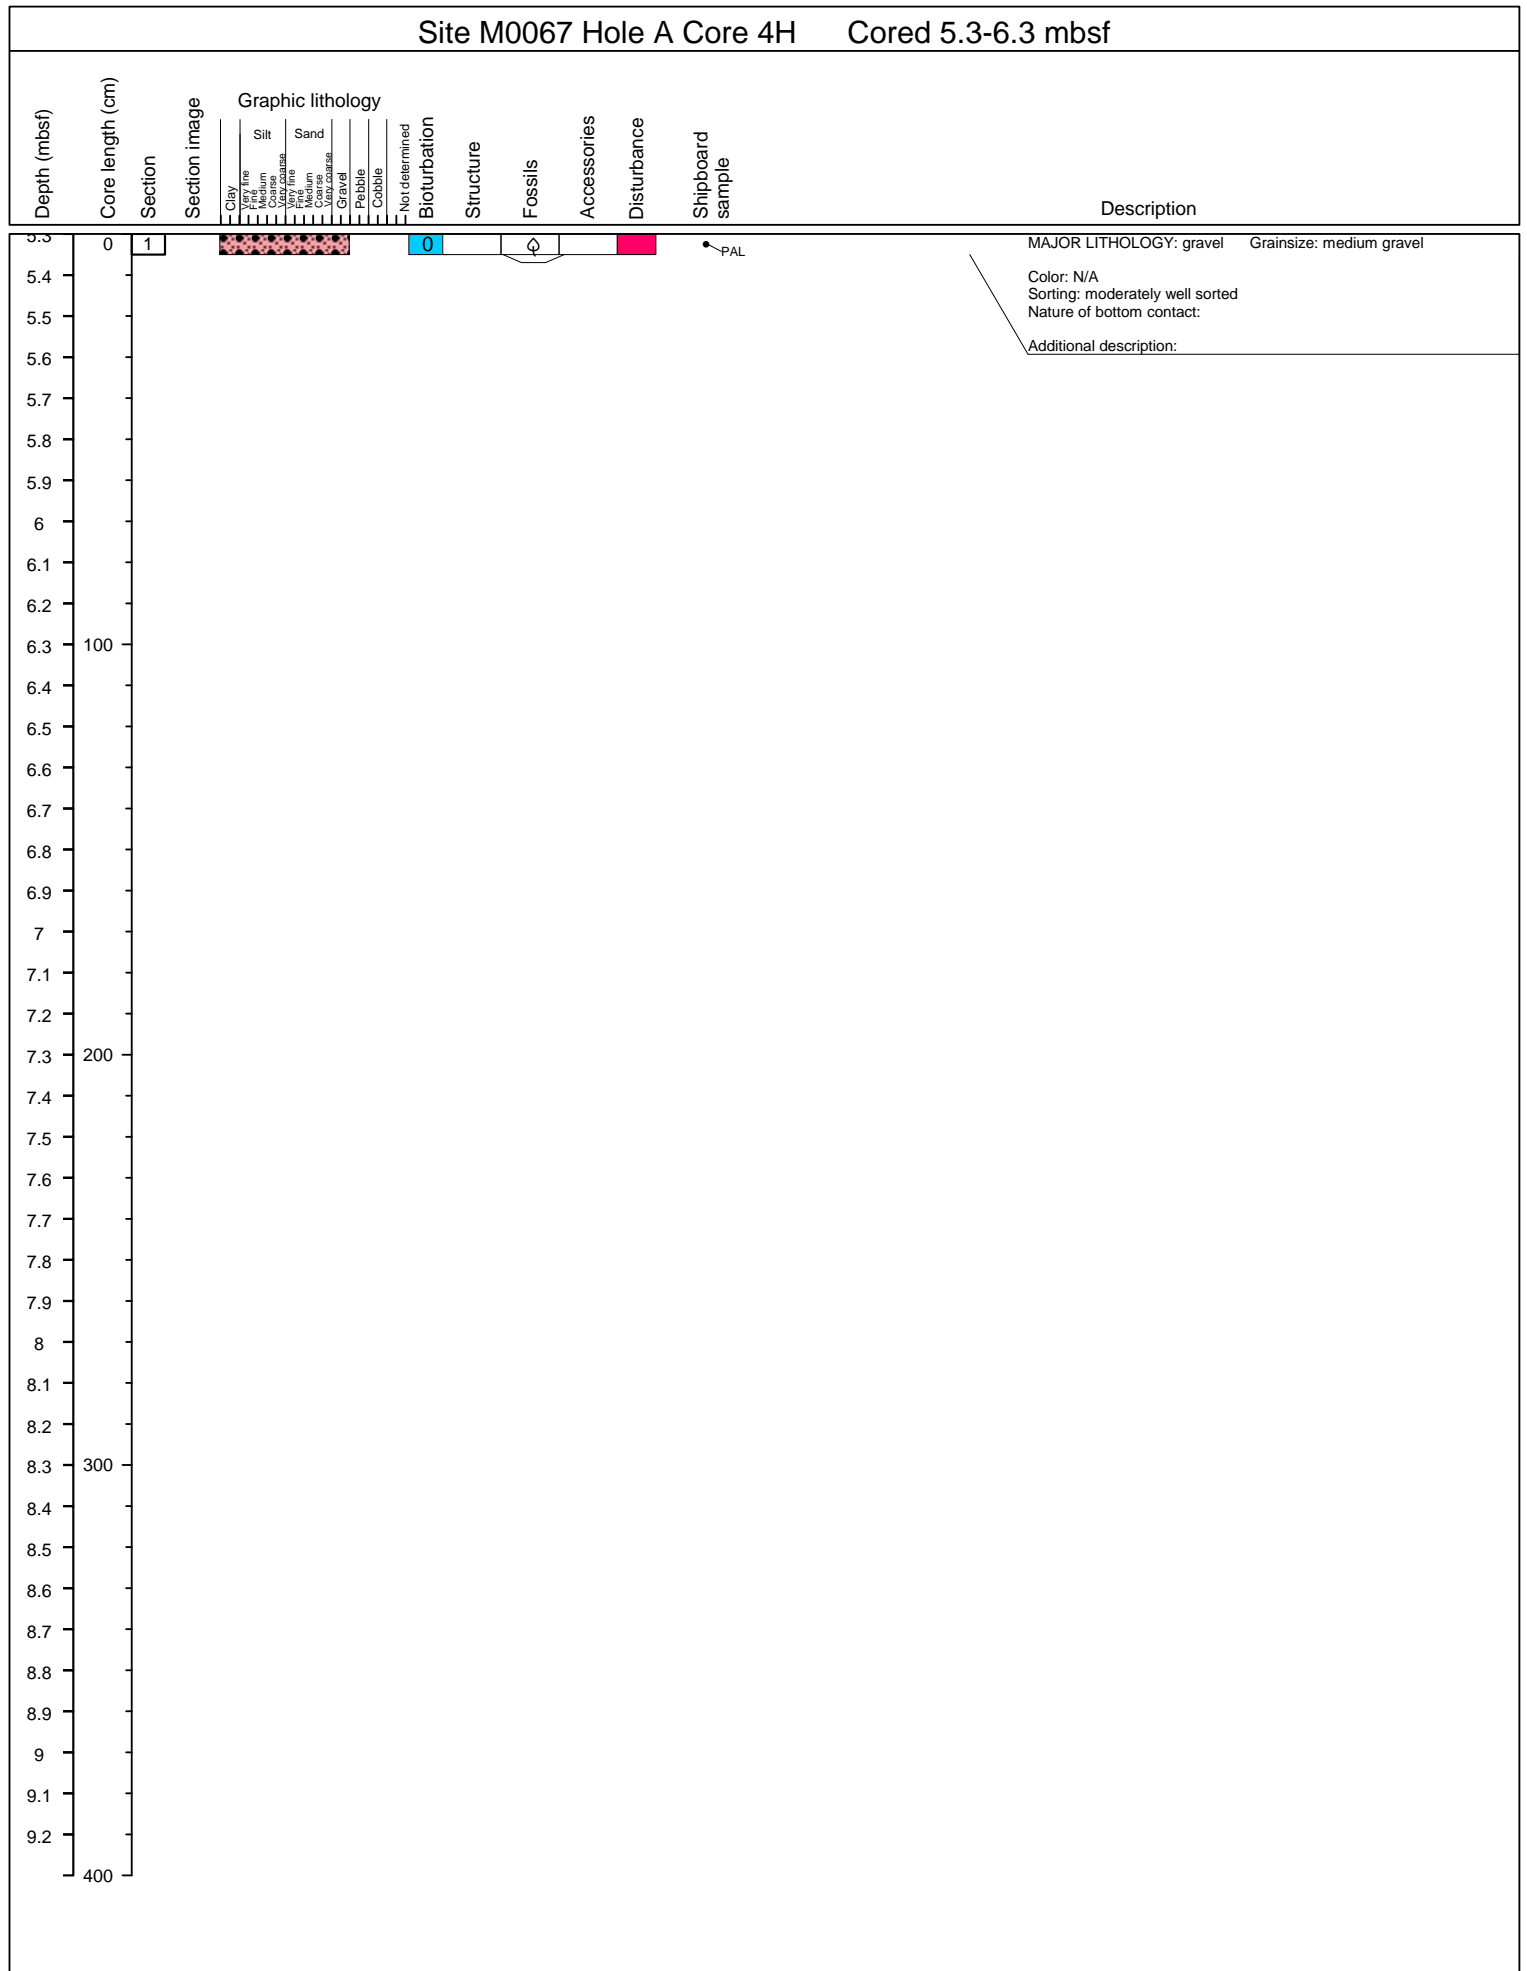 Site M0067 Hole A Core 4H Cored 5.3-6.3 mbsf
Depth (mbsf)
Core length (cm)
Section
Section image
Graphic lithology
Clay
Silt
Very fine
Fine
Medium
Coarse
Very coarse
Sand
Very fine
Fine
Medium
Coarse
Very coarse
Gravel
Pebble
Cobble
Not determined
Bioturbation
Structure
Fossils
Accessories
Disturbance
Shipboard
sample
Description
5.3 0 1 0 PAL MAJOR LITHOLOGY: gravel Grainsize: medium gravel
5.4
Color: N/A
Sorting: moderately well sorted
5.5
Nature of bottom contact:
5.6
Additional description:
5.7
5.8
5.9
6
6.1
6.2
6.3 100
6.4
6.5
6.6
6.7
6.8
6.9
7
7.1
7.2
7.3 200
7.4
7.5
7.6
7.7
7.8
7.9
8
8.1
8.2
8.3 300
8.4
8.5
8.6
8.7
8.8
8.9
9
9.1
9.2
400